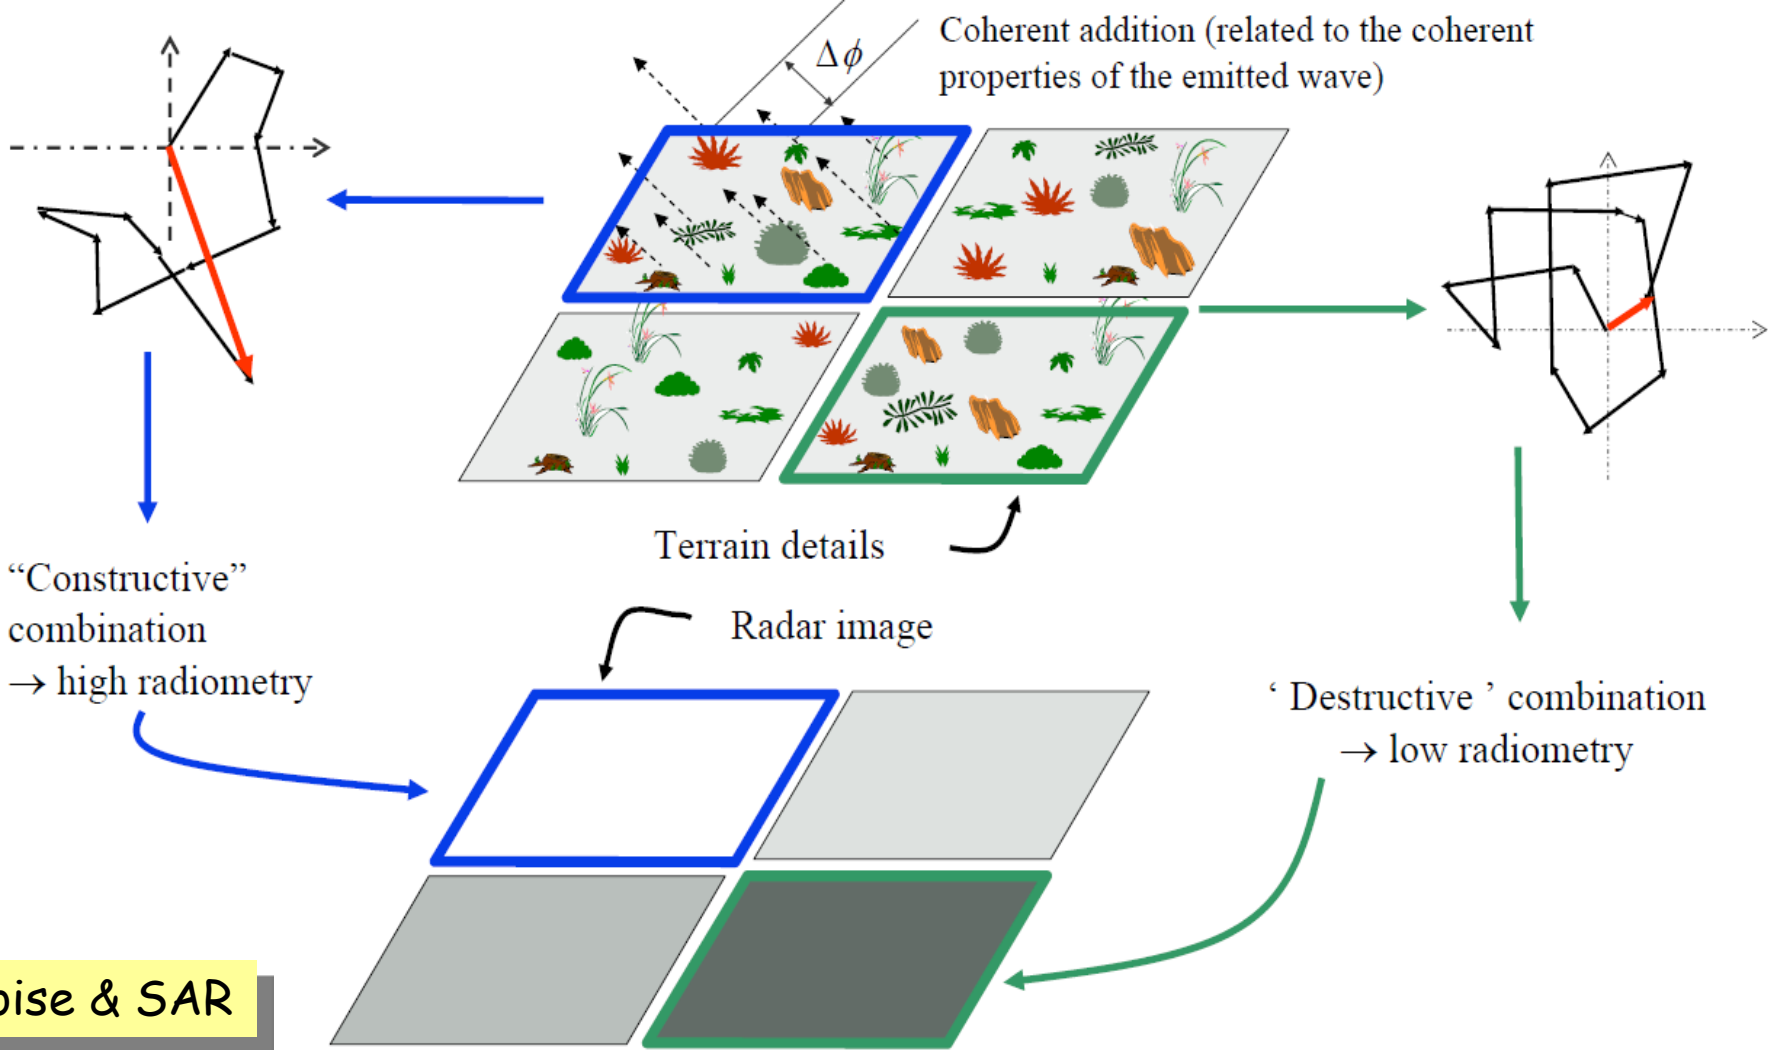 Coherent addition (related to the coherent
properties of the emitted wave)
Δϕ
Terrain details
“Constructive”
combination
→ high radiometry
Radar image
‘ Destructive ’ combination
→ low radiometry
& SAR